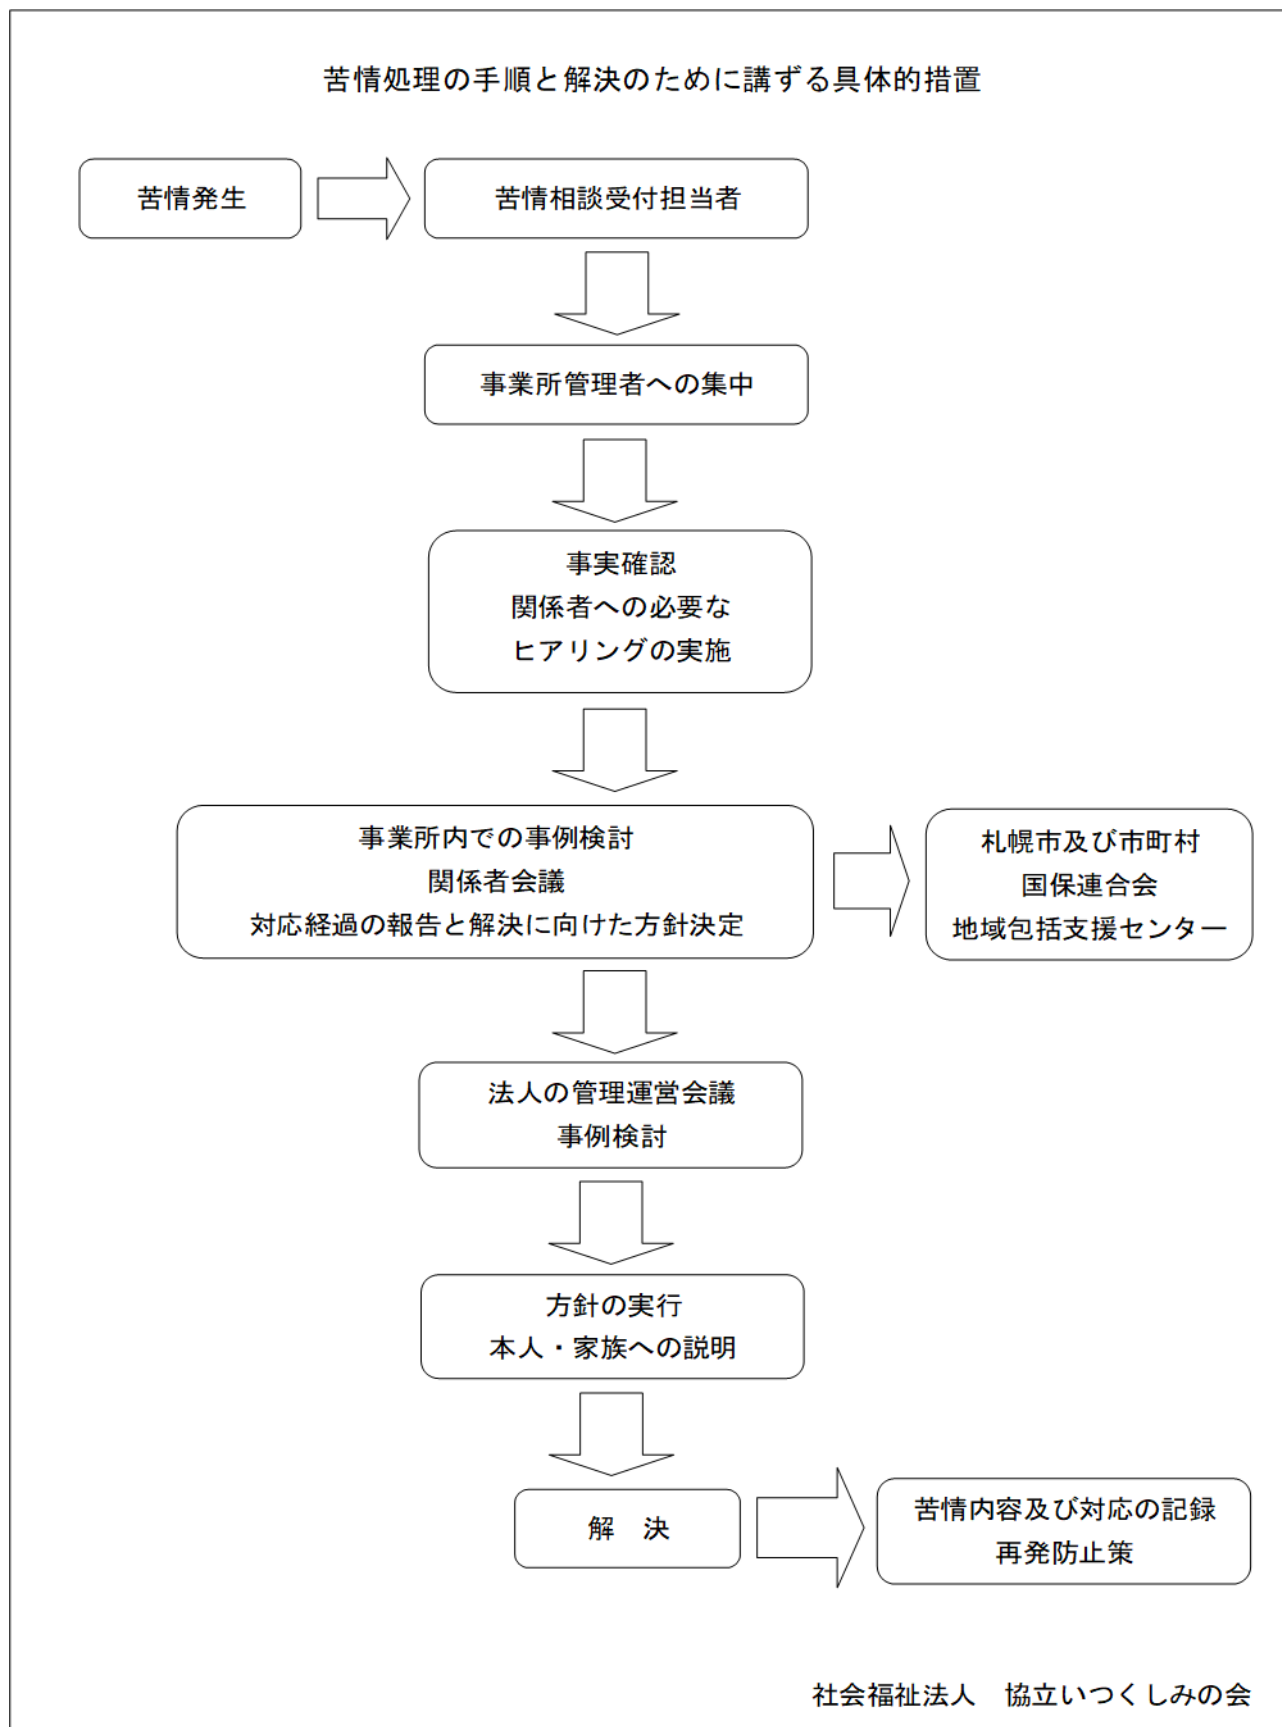 苦情処理の手順と解決のために講ずる具体的措置
苦情発生
苦情相談受付担当者
事業所管理者への集中
事実確認
関係者への必要な
ヒアリングの実施
事業所内での事例検討
関係者会議
対応経過の報告と解決に向けた方針決定
札幌市及び市町村
国保連合会
地域包括支援センター
法人の管理運営会議
事例検討
方針の実行
本人・家族への説明
解　決
苦情内容及び対応の記録
再発防止策
社会福祉法人　協立いつくしみの会